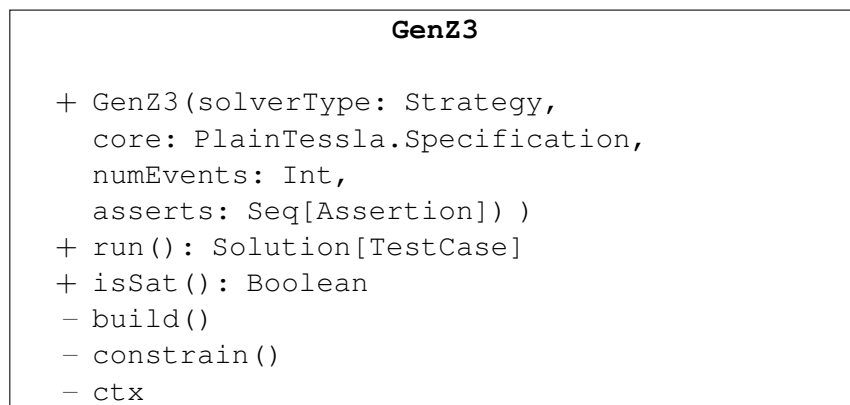 GenZ3
+ GenZ3(solverType: Strategy,
core: PlainTessla.Specification,
numEvents: Int,
asserts: Seq[Assertion]) )
+ run(): Solution[TestCase]
+ isSat(): Boolean
– build()
– constrain()
– ctx